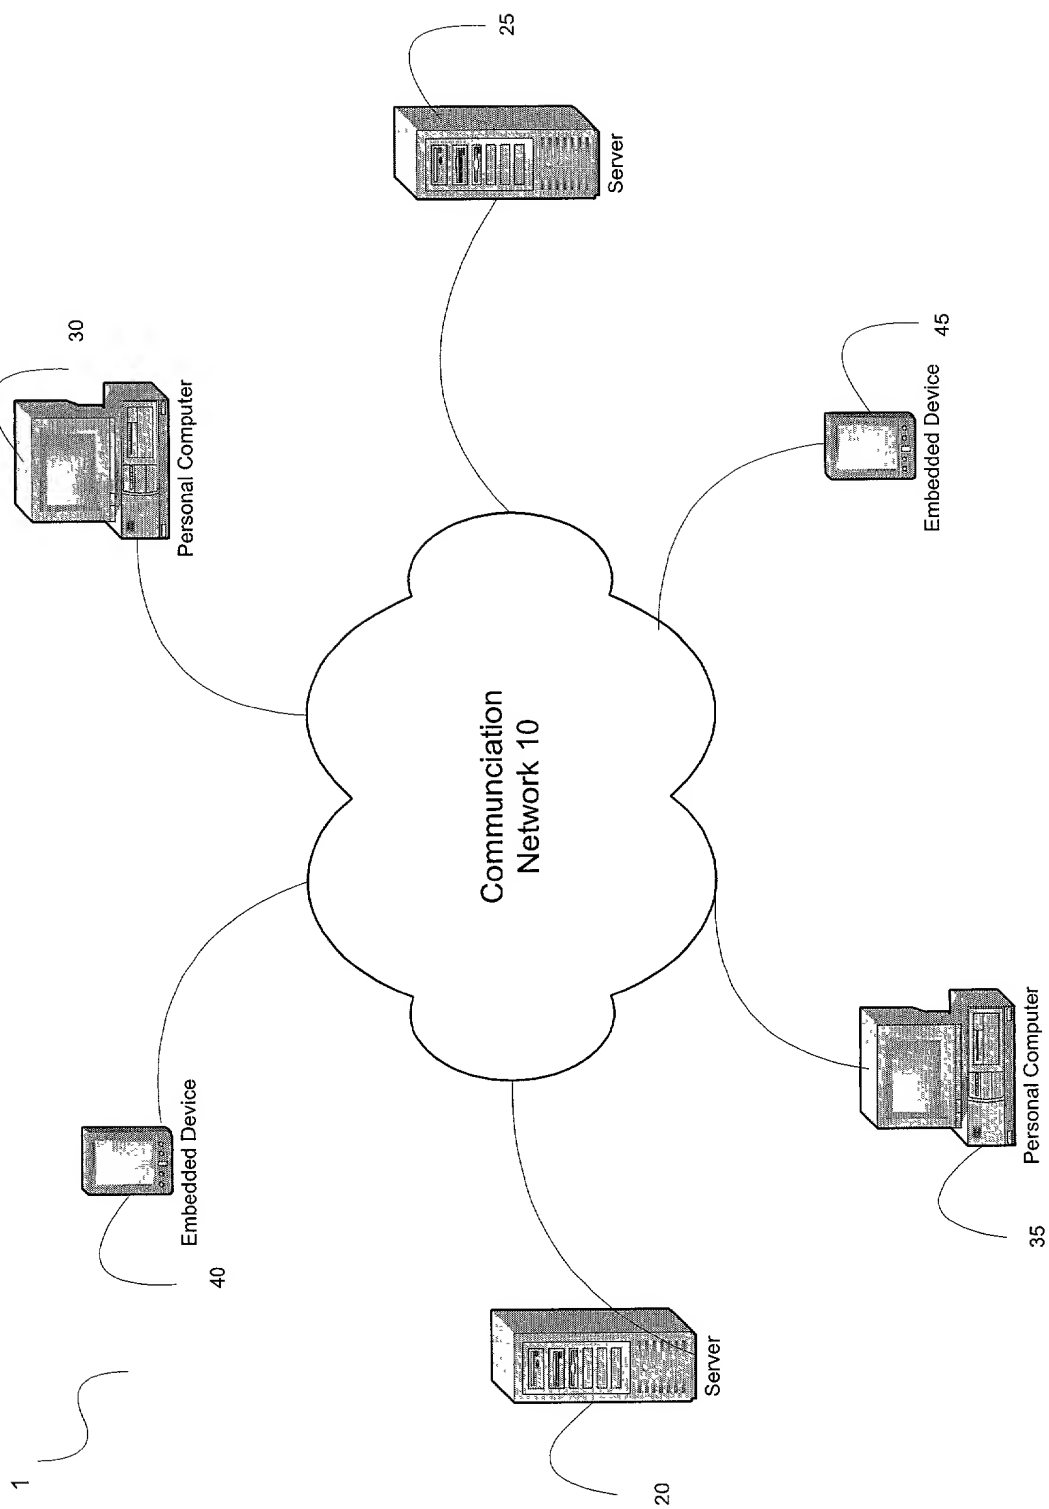 1
40
Embedded Device
30
Personal Computer
20
Server
Communciation
Network 10
25
Server
35
Personal Computer
45
Embedded Device